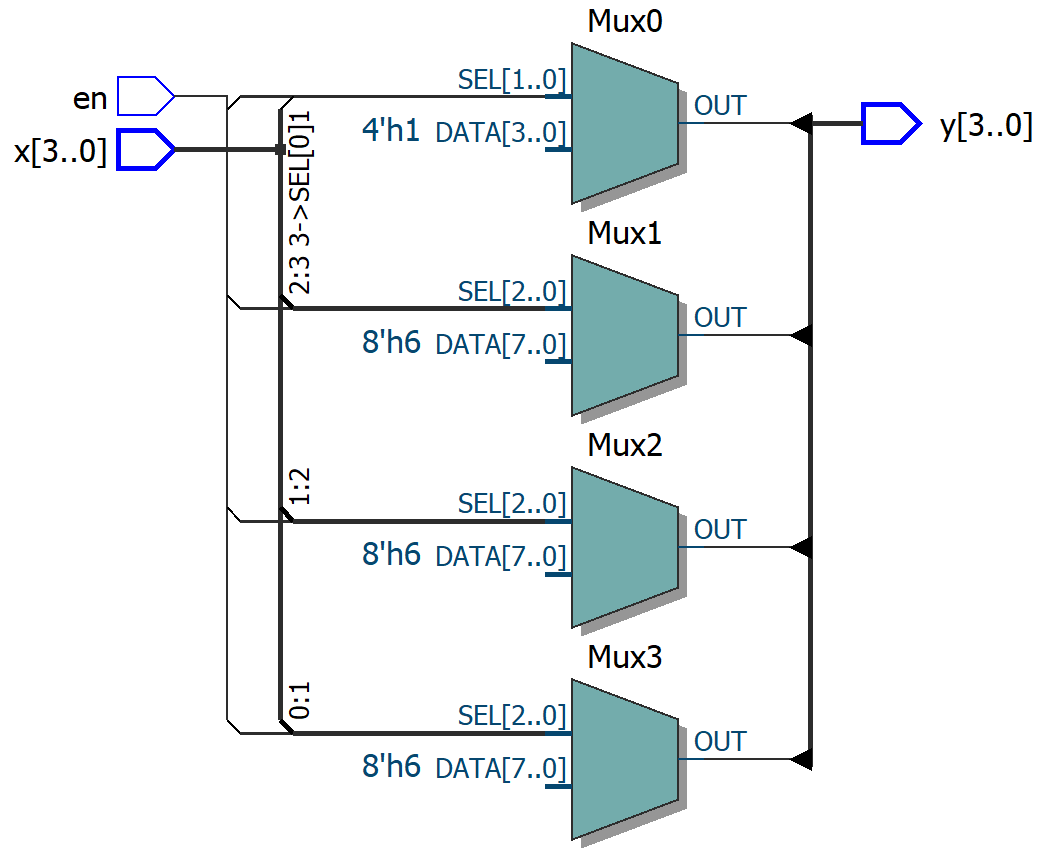 Mux0
en
SEL[1..0]
OUT
4'h1 DATA[3..0]
x[3..0]
y[3..0]
2:3 3->SEL[0]1
Mux1
SEL[2..0]
OUT
8'h6 DATA[7..0]
Mux2
1:2
SEL[2..0]
OUT
8'h6 DATA[7..0]
Mux3
0:1
SEL[2..0]
OUT
8'h6 DATA[7..0]